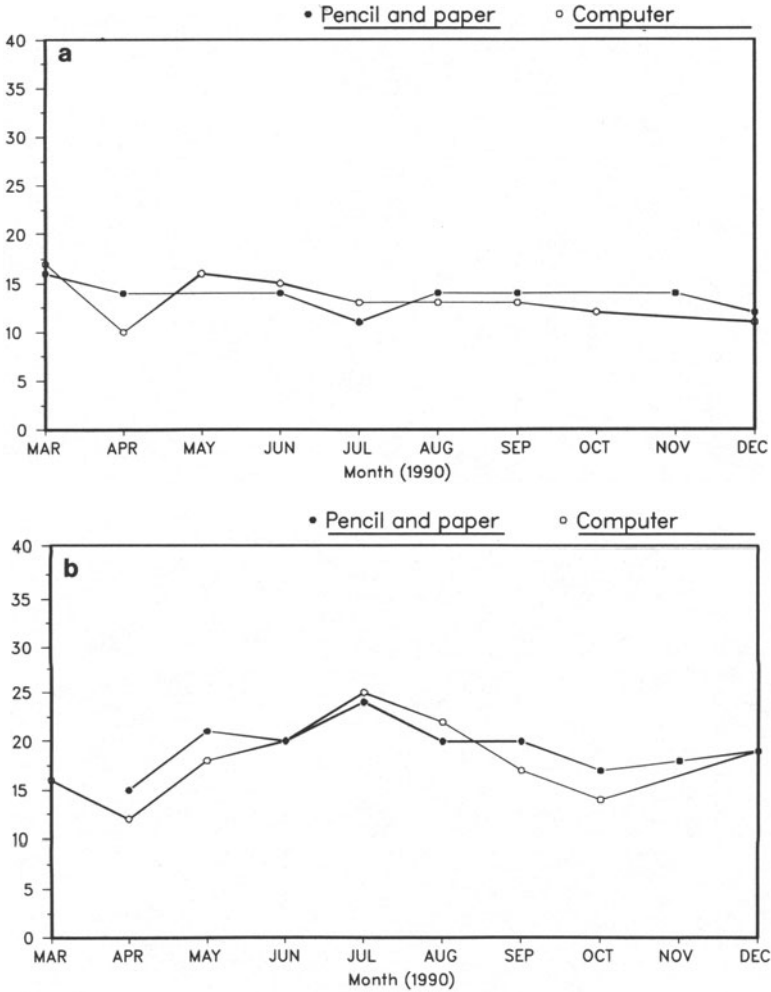 Pencil and paper Computer
40
a
35
30
25
20
15
10
5
0
MAR APR MAY JUN JUL AUG SEP OCT NOV DEC
Month (1990)
Pencil and paper Computer
40
b
35
30
25
20
15
10
5
0
MAR APR MAY JUN JUL AUG SEP OCT NOV DEC
Month (1990)